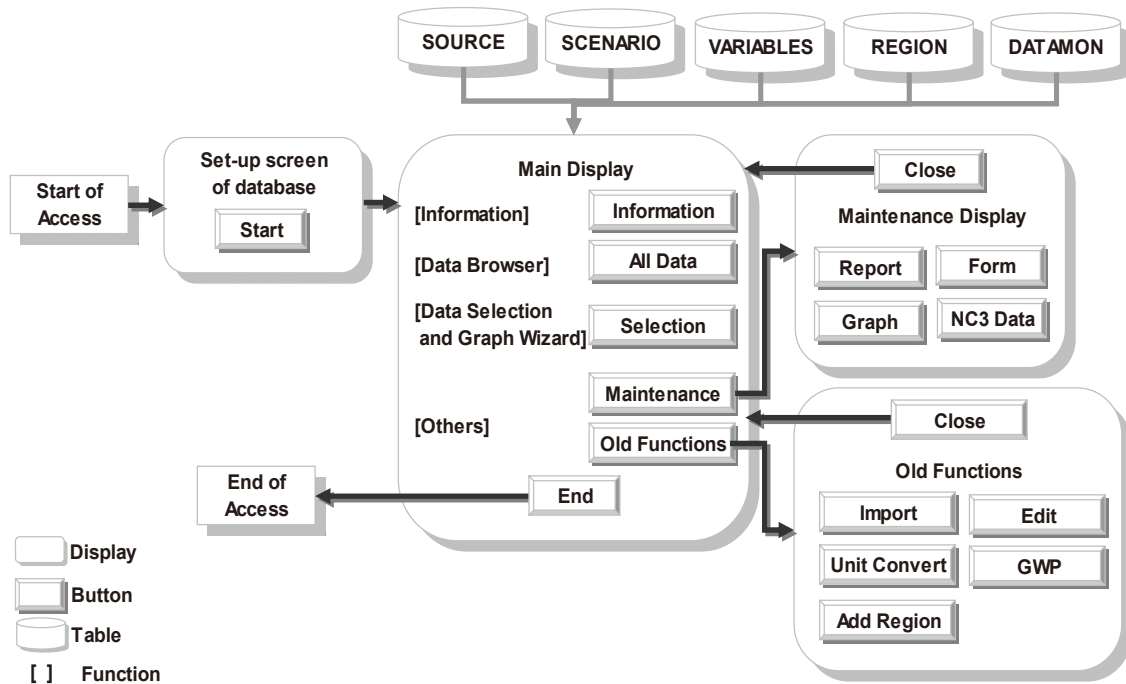 SOURCE
SCENARIO
VARIABLES
REGION
DATAMON
Start of
Access
Set-up screen
of database
Start
Main Display
[Information]
Information
[Data Browser]
All Data
[Data Selection
and Graph Wizard]
Selection
[Others]
Maintenance
Old Functions
End
End of
Access
Close
Maintenance Display
Report
Form
Graph
NC3 Data
Close
Old Functions
Import
Edit
Unit Convert
GWP
Add Region
Display
Button
Table
[ ] Function